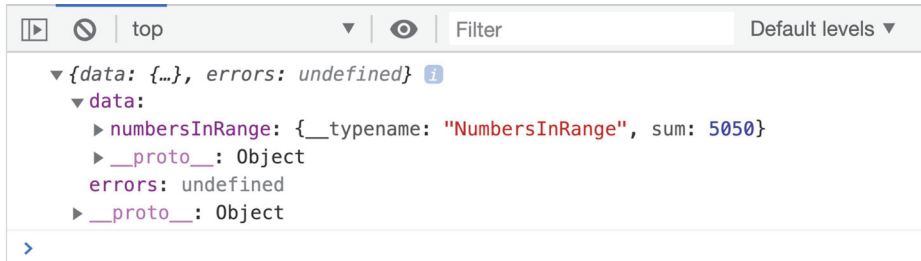 top Filter Default levels ▼
▼{data: {…}, errors: undefined} i
▼data:
▶numbersInRange: {__typename: "NumbersInRange", sum: 5050}
▶__proto__: Object
errors: undefined
▶__proto__: Object
>